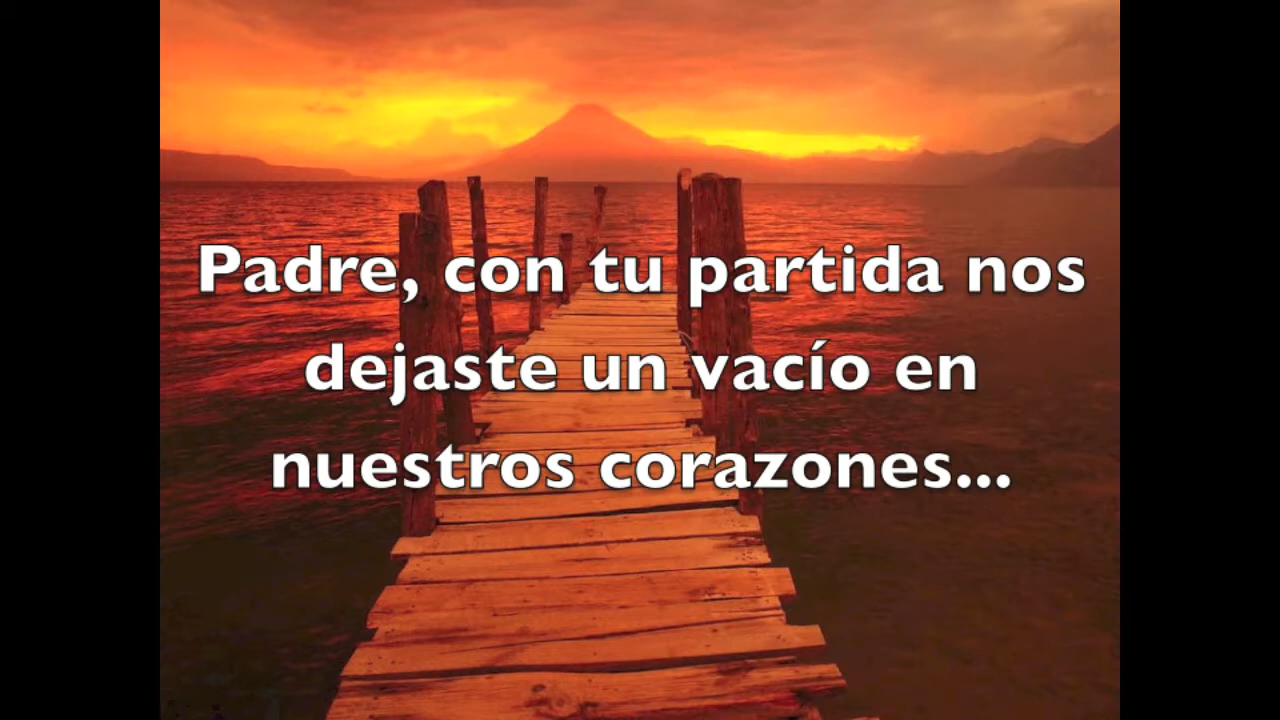 Padre, con tu partida nos
dejaste un vacío en
nuestros corazones...